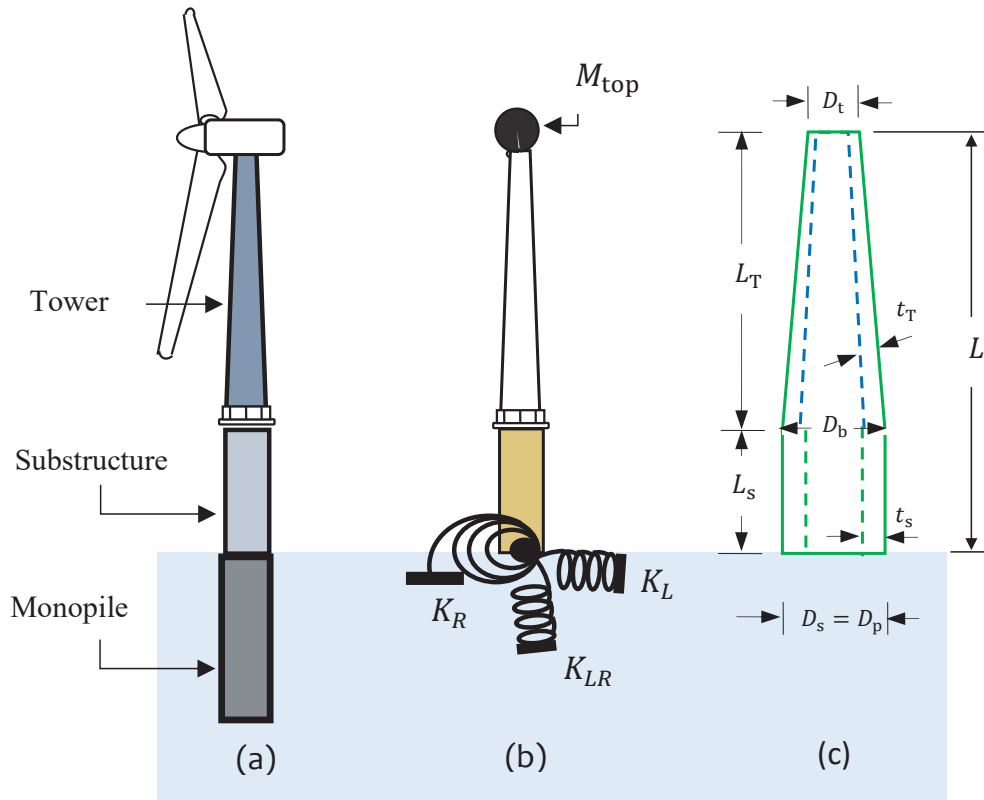 Tower
Substructure
Monopile
(a)
M_top
K_R
K_L
K_LR
(b)
D_t
L_T
t_T
L
D_b
L_s
t_s
D_s = D_p
(c)